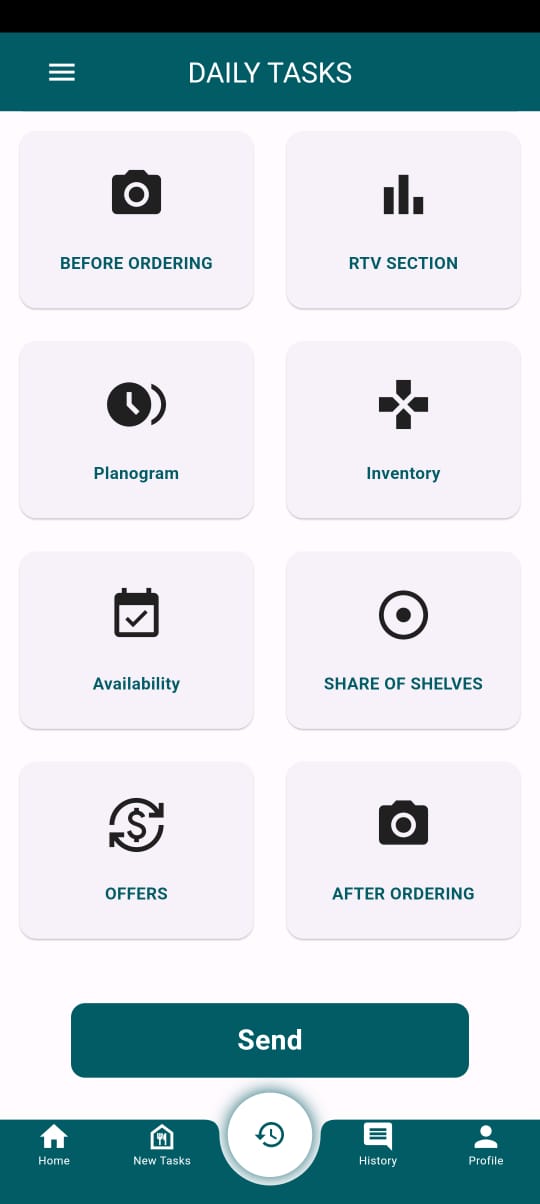 DAILY TASKS
BEFORE ORDERING
RTV SECTION
Planogram
Inventory
Availability
SHARE OF SHELVES
OFFERS
AFTER ORDERING
Send
Home
New Tasks
History
Profile